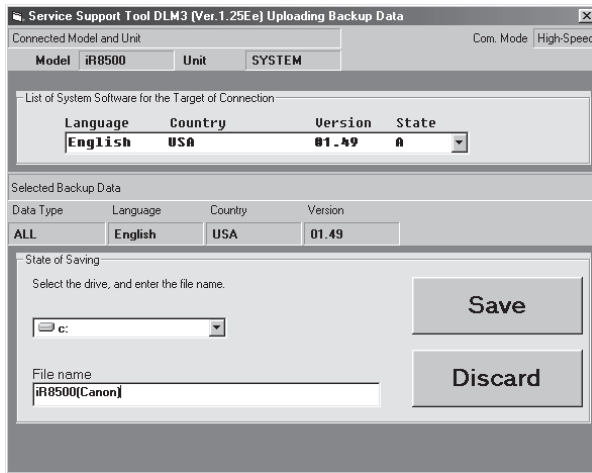 Service Support Tool DLM3 (Ver.1.25Ee) Uploading Backup Data
Connected Model and Unit Com. Mode High-Speed
Model iR8500 Unit SYSTEM
List of System Software for the Target of Connection
Language Country Version State
English USA 01.49 A
Selected Backup Data
Data Type Language Country Version
ALL English USA 01.49
State of Saving
Select the drive, and enter the file name.
Save
c:
File name
iR8500(Canon)
Discard